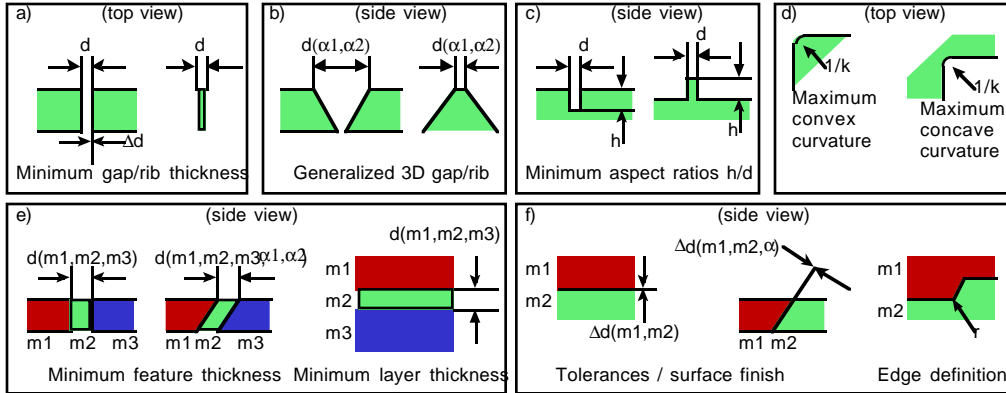 a) (top view)
d d
Δd
Minimum gap/rib thickness
b) (side view)
d(α1,α2) d(α1,α2)
Generalized 3D gap/rib
c) (side view)
d d
h h
Minimum aspect ratios h/d
d) (top view)
1/k
Maximum
convex
curvature
1/k
Maximum
concave
curvature
e) (side view)
d(m1,m2,m3) d(m1,m2,m3,α1,α2)
m1 m2 m3 m1 m2 m3
Minimum feature thickness
d(m1,m2,m3)
m1
m2
m3
Minimum layer thickness
f) (side view)
m1
m2
Δd(m1,m2)
Δd(m1,m2,α)
m1 m2
Tolerances / surface finish
m1
m2
r
Edge definition